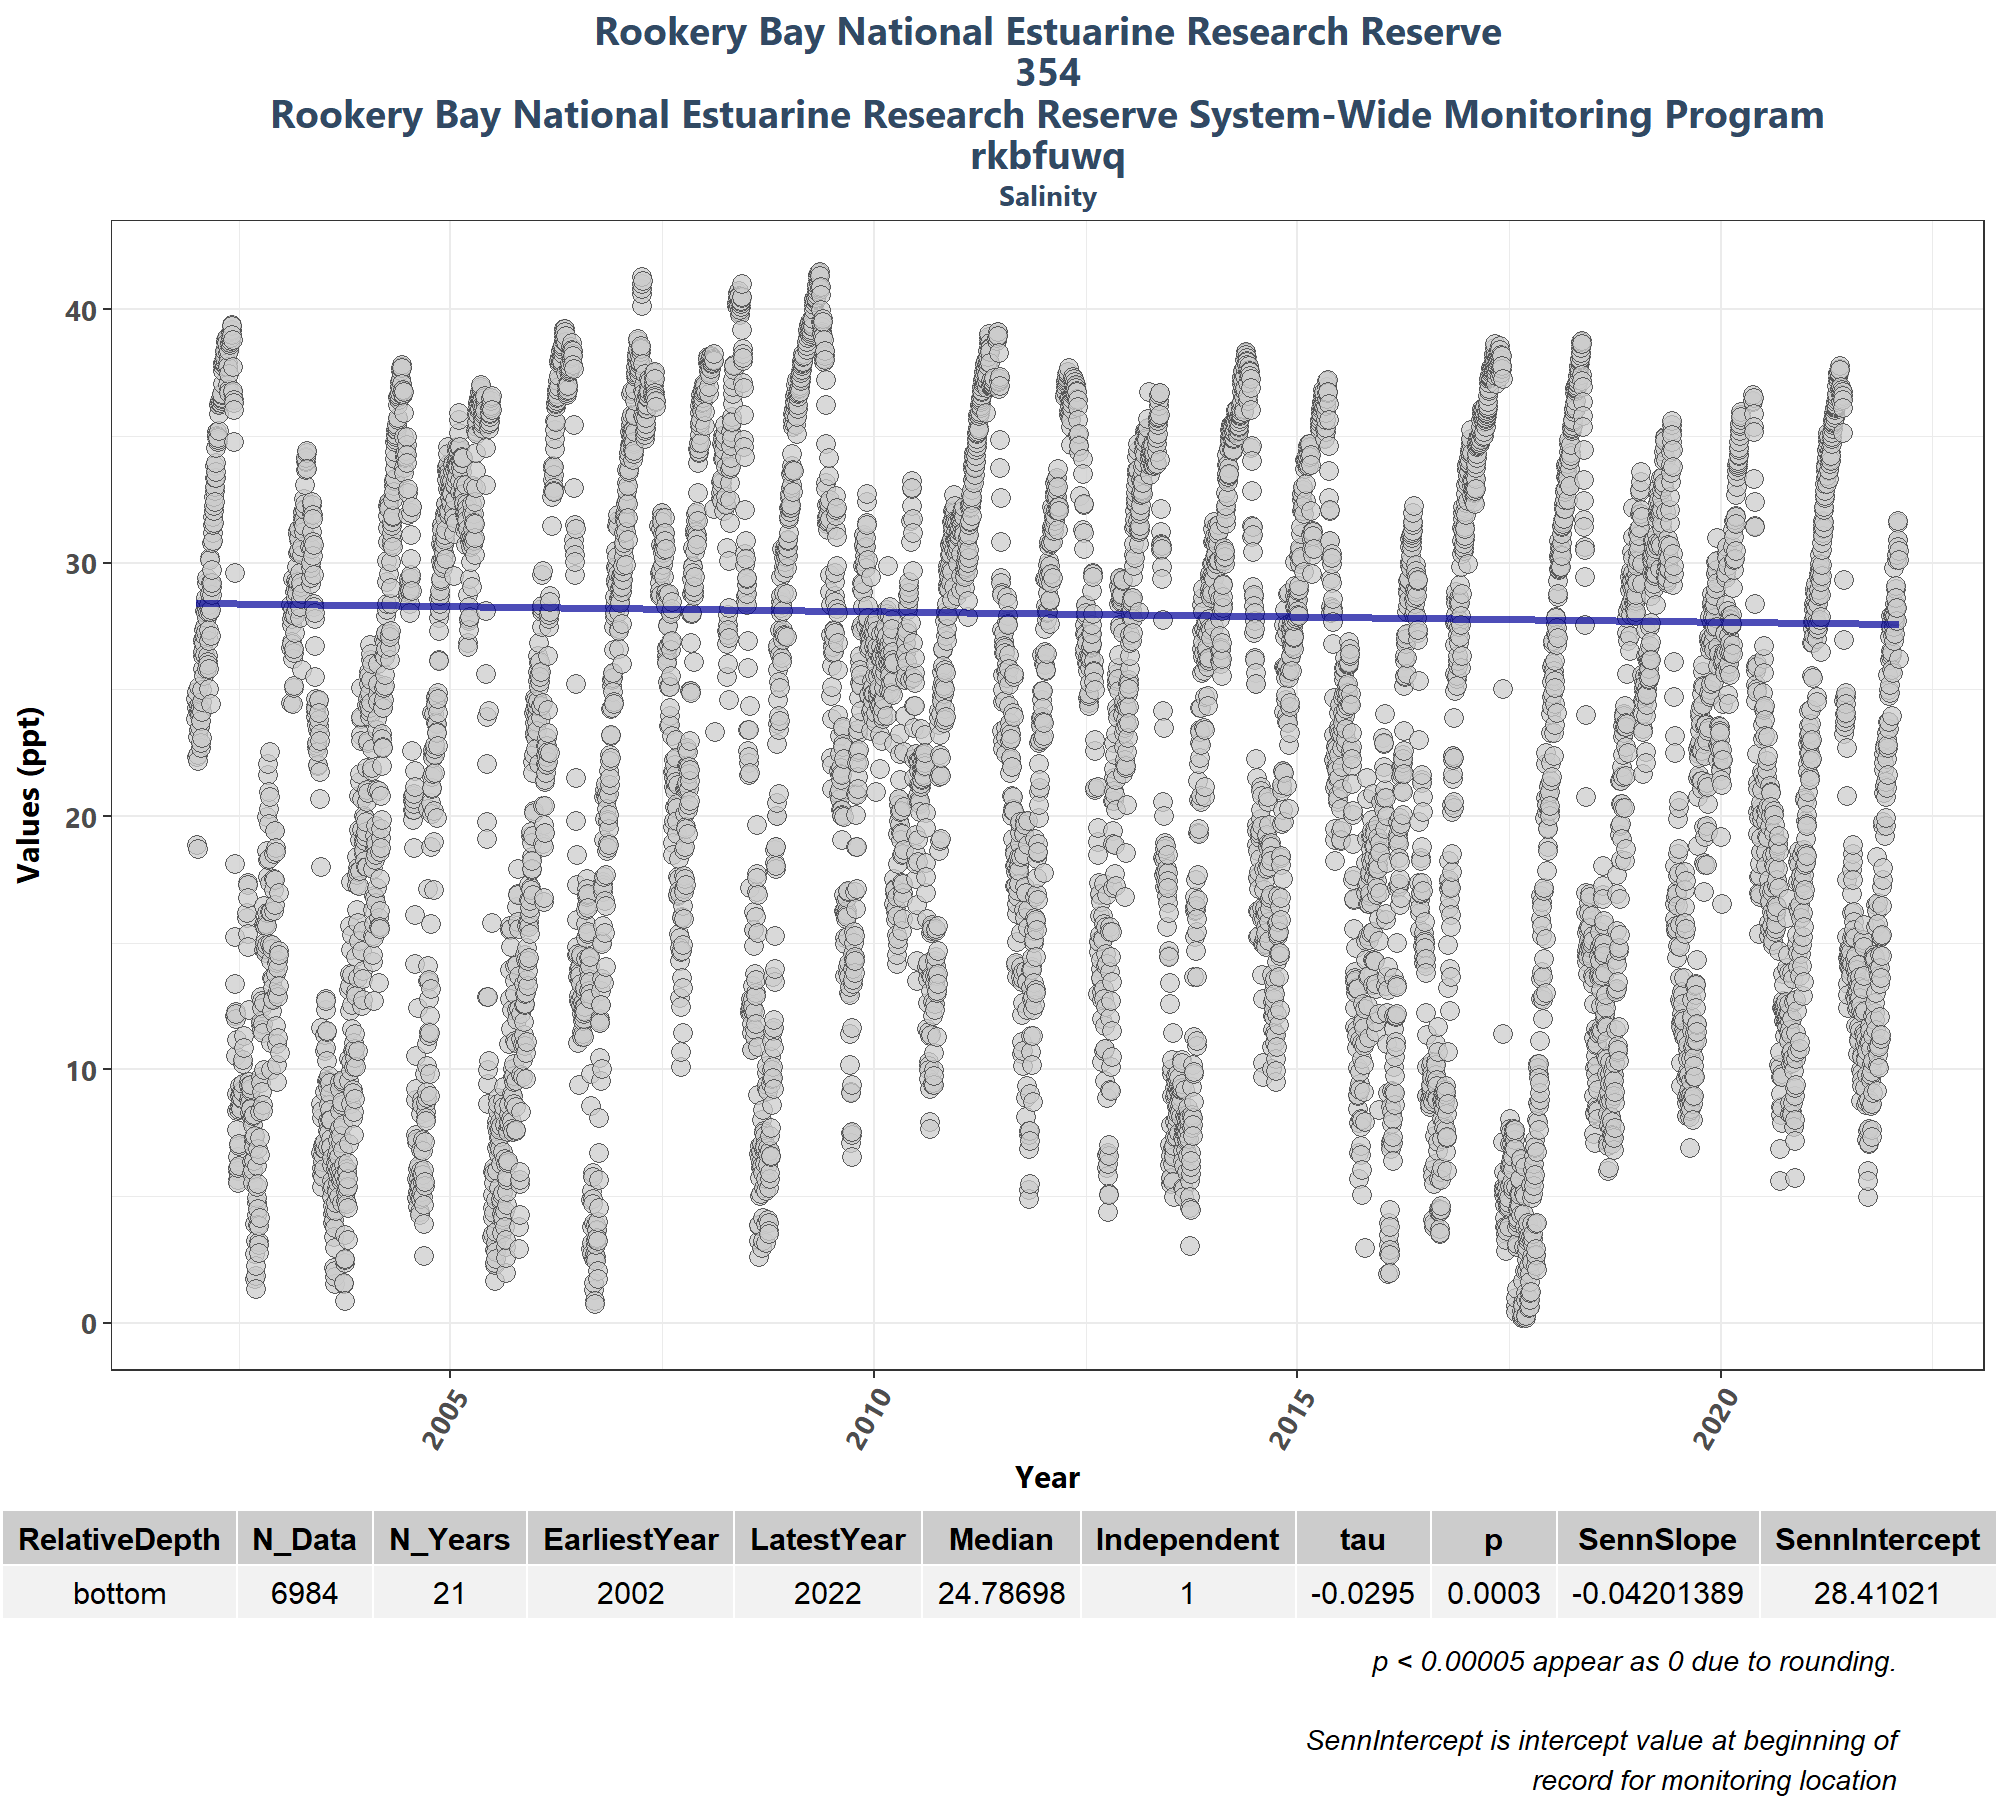 Rookery Bay National Estuarine Research Reserve
354
Rookery Bay National Estuarine Research Reserve System-Wide Monitoring Program
rkbfuwq
Salinity
Values (ppt)
40
30
20
10
0
2005
2010
2015
2020
Year
RelativeDepth N_Data N_Years EarliestYear LatestYear Median Independent tau p SennSlope SennIntercept
bottom 6984 21 2002 2022 24.78698 1 -0.0295 0.0003 -0.04201389 28.41021
p < 0.00005 appear as 0 due to rounding.
SennIntercept is intercept value at beginning of
record for monitoring location